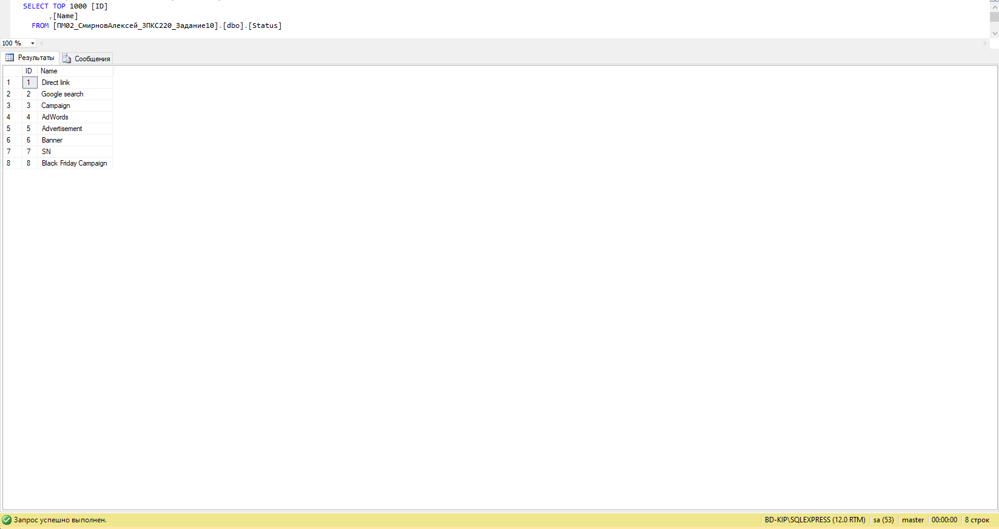 SELECT TOP 1000 [ID]
,[Name]
FROM [ПМ02_СмирновАлексей_3ПКС220_Задание10].[dbo].[Status]
100 %
Результаты Сообщения
ID Name
1 1 Direct link
2 2 Google search
3 3 Campaign
4 4 AdWords
5 5 Advertisement
6 6 Banner
7 7 SN
8 8 Black Friday Campaign
Запрос успешно выполнен. BD-KIP\SQLEXPRESS (12.0 RTM) sa (53) master 00:00:00 8 строк